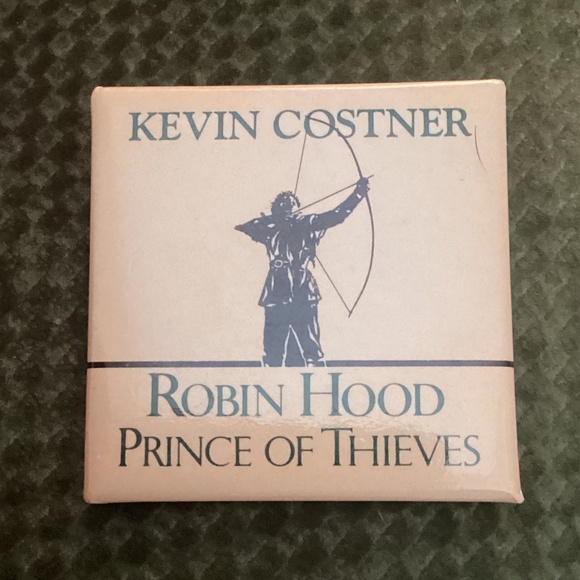 KEVIN COSTNER
ROBIN HOOD
PRINCE OF THIEVES